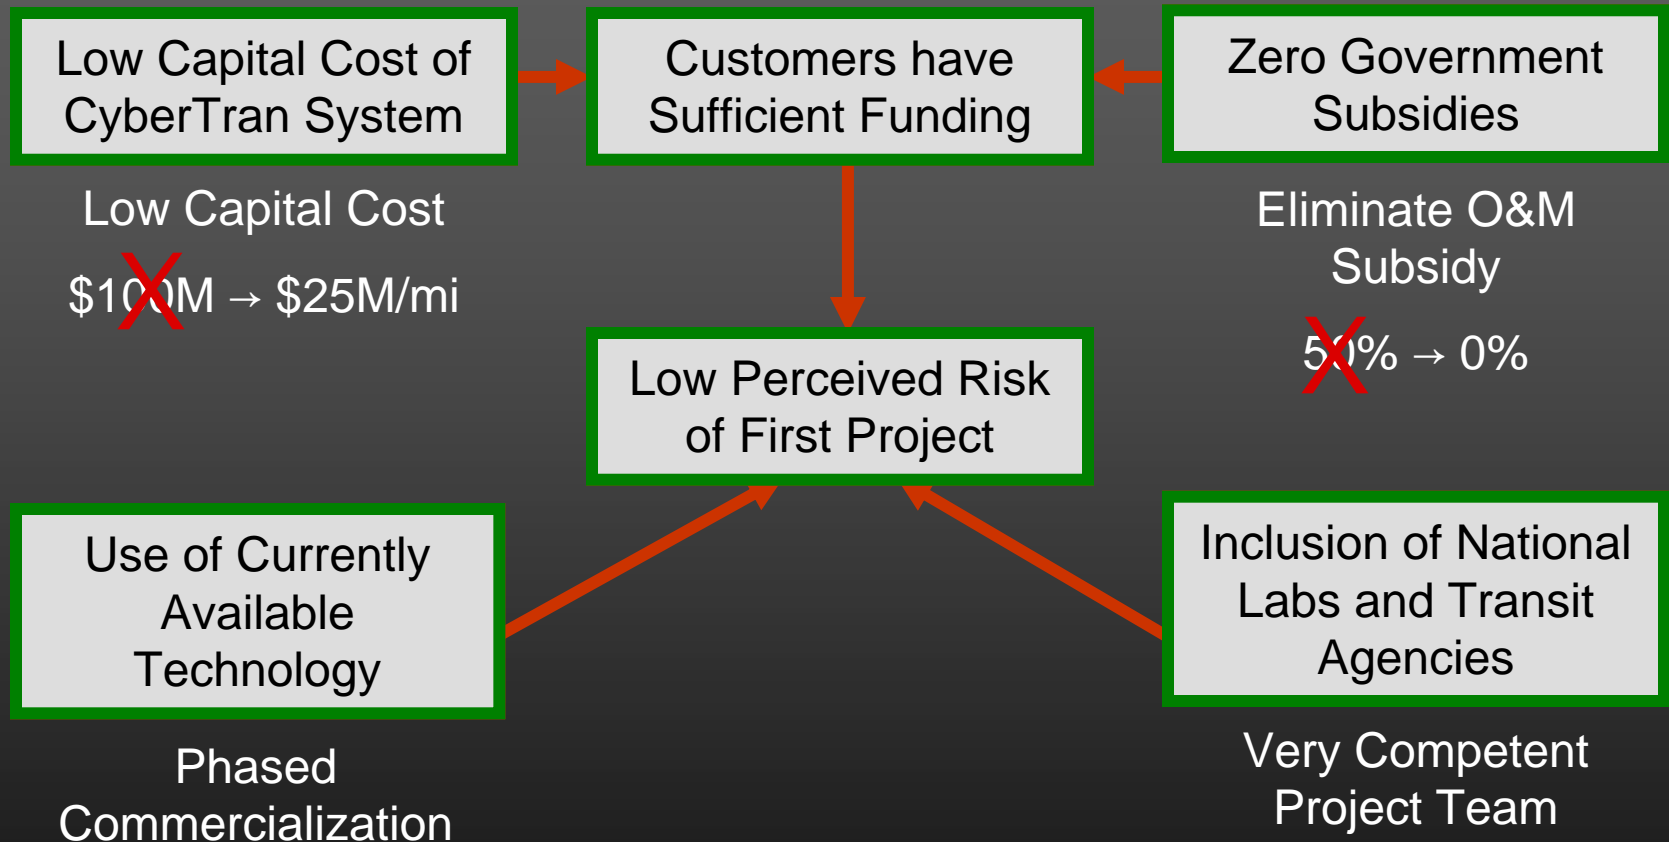 Low Capital Cost of
CyberTran System
Customers have
Sufficient Funding
Zero Government
Subsidies
Low Capital Cost
$100M → $25M/mi
X
Eliminate O&M
Subsidy
50% → 0%
X
Low Perceived Risk
of First Project
Use of Currently
Available
Technology
Inclusion of National
Labs and Transit
Agencies
Phased
Commercialization
Very Competent
Project Team